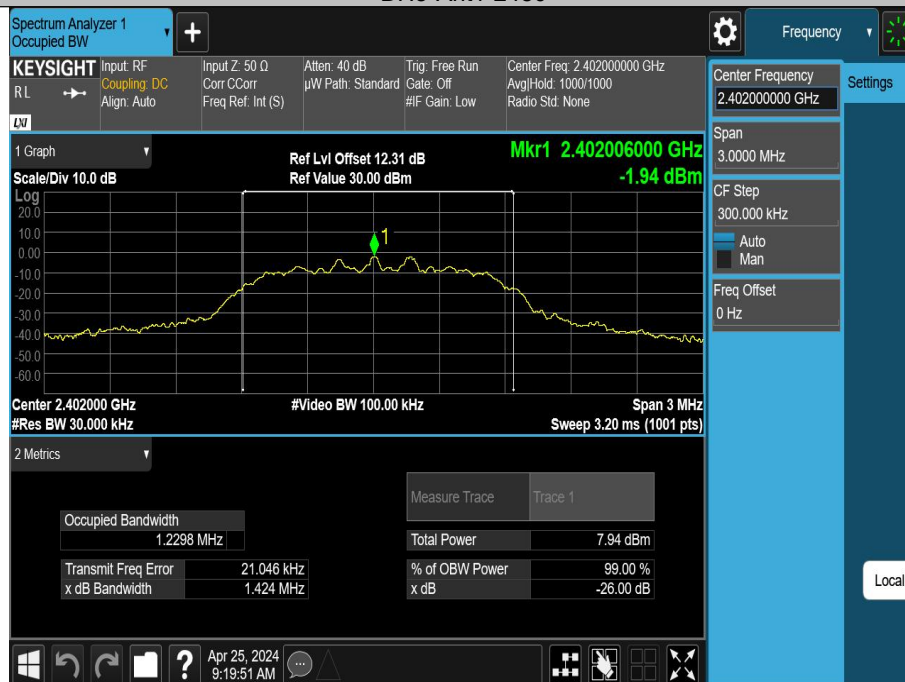 Spectrum Analyzer 1
Occupied BW
Frequency
KEYSIGHT
RL
LXI
Input: RF
Coupling: DC
Align: Auto
Input Z: 50 Ω
Corr CCorr
Freq Ref: Int (S)
Atten: 40 dB
µW Path: Standard
Trig: Free Run
Gate: Off
#IF Gain: Low
Center Freq: 2.402000000 GHz
Avg|Hold: 1000/1000
Radio Std: None
Center Frequency
2.402000000 GHz
Settings
Span
3.0000 MHz
CF Step
300.000 kHz
Auto
Man
Freq Offset
0 Hz
Local
1 Graph
Scale/Div 10.0 dB
Ref Lvl Offset 12.31 dB
Ref Value 30.00 dBm
Mkr1 2.402006000 GHz
-1.94 dBm
Log
20.0
10.0
0.00
-10.0
-20.0
-30.0
-40.0
-50.0
-60.0
1
Center 2.402000 GHz
#Res BW 30.000 kHz
#Video BW 100.00 kHz
Span 3 MHz
Sweep 3.20 ms (1001 pts)
2 Metrics
Measure Trace Trace 1
Occupied Bandwidth
1.2298 MHz
Total Power 7.94 dBm
Transmit Freq Error 21.046 kHz
% of OBW Power 99.00 %
x dB Bandwidth 1.424 MHz
x dB -26.00 dB
?
Apr 25, 2024
9:19:51 AM